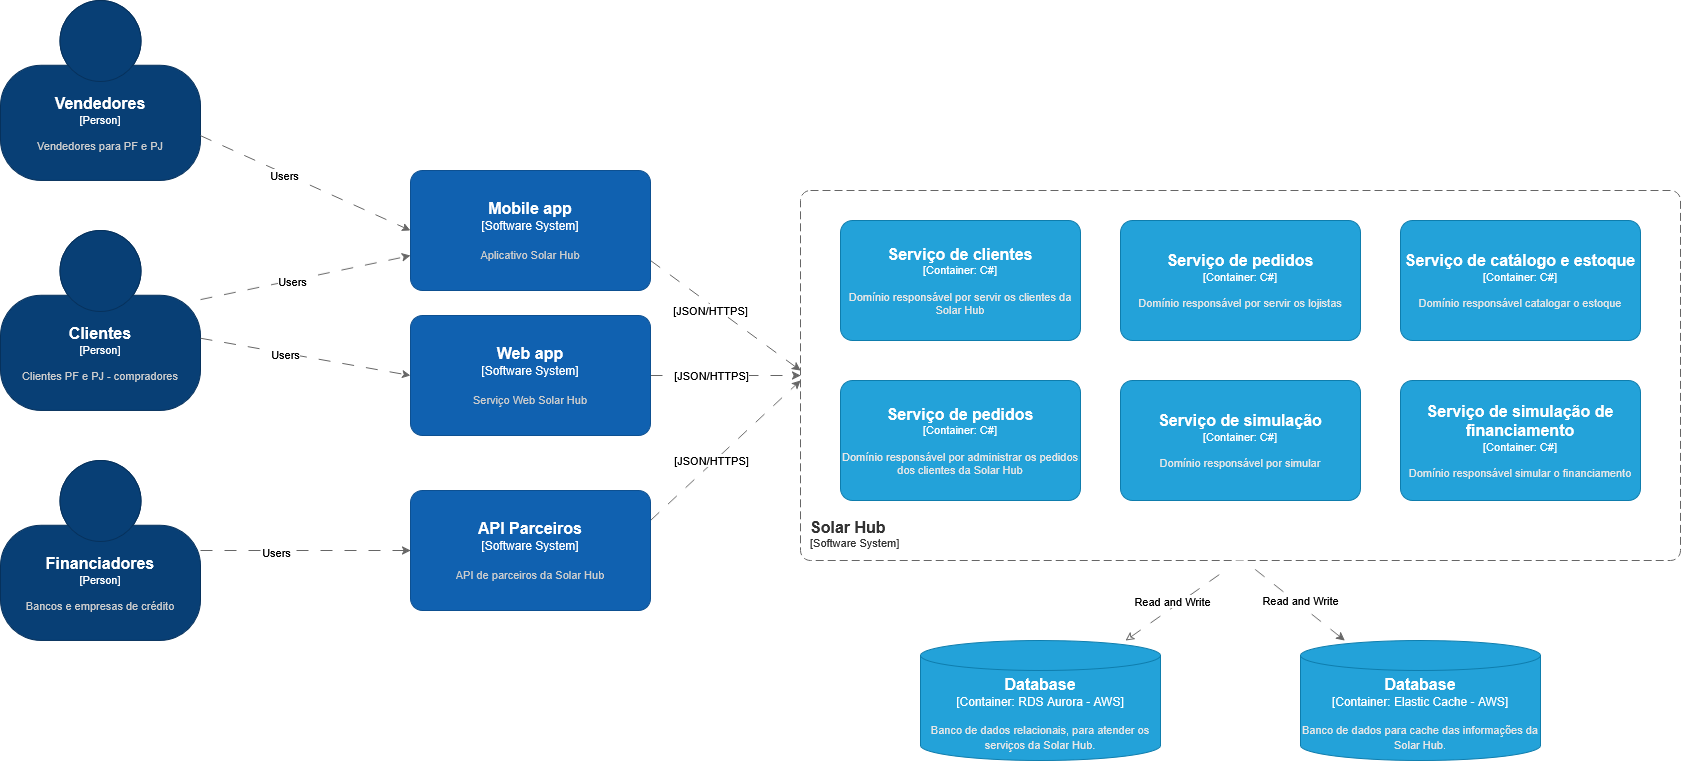 Vendedores
[Person]
Vendedores para PF e PJ
Users
Clientes
[Person]
Clientes PF e PJ - compradores
Users
Users
Financiadores
[Person]
Bancos e empresas de crédito
Users
Mobile app
[Software System]
Aplicativo Solar Hub
[JSON/HTTPS]
Web app
[Software System]
Serviço Web Solar Hub
[JSON/HTTPS]
API Parceiros
[Software System]
API de parceiros da Solar Hub
[JSON/HTTPS]
Serviço de clientes
[Container: C#]
Domínio responsável por servir os clientes da
Solar Hub
Serviço de pedidos
[Container: C#]
Domínio responsável por servir os lojistas
Serviço de catálogo e estoque
[Container: C#]
Domínio responsável catalogar o estoque
Serviço de pedidos
[Container: C#]
Domínio responsável por administrar os pedidos
dos clientes da Solar Hub
Serviço de simulação
[Container: C#]
Domínio responsável por simular
Serviço de simulação de
financiamento
[Container: C#]
Domínio responsável simular o financiamento
Solar Hub
[Software System]
Read and Write
Read and Write
Database
[Container: RDS Aurora - AWS]
Banco de dados relacionais, para atender os
serviços da Solar Hub.
Database
[Container: Elastic Cache - AWS]
Banco de dados para cache das informações da
Solar Hub.